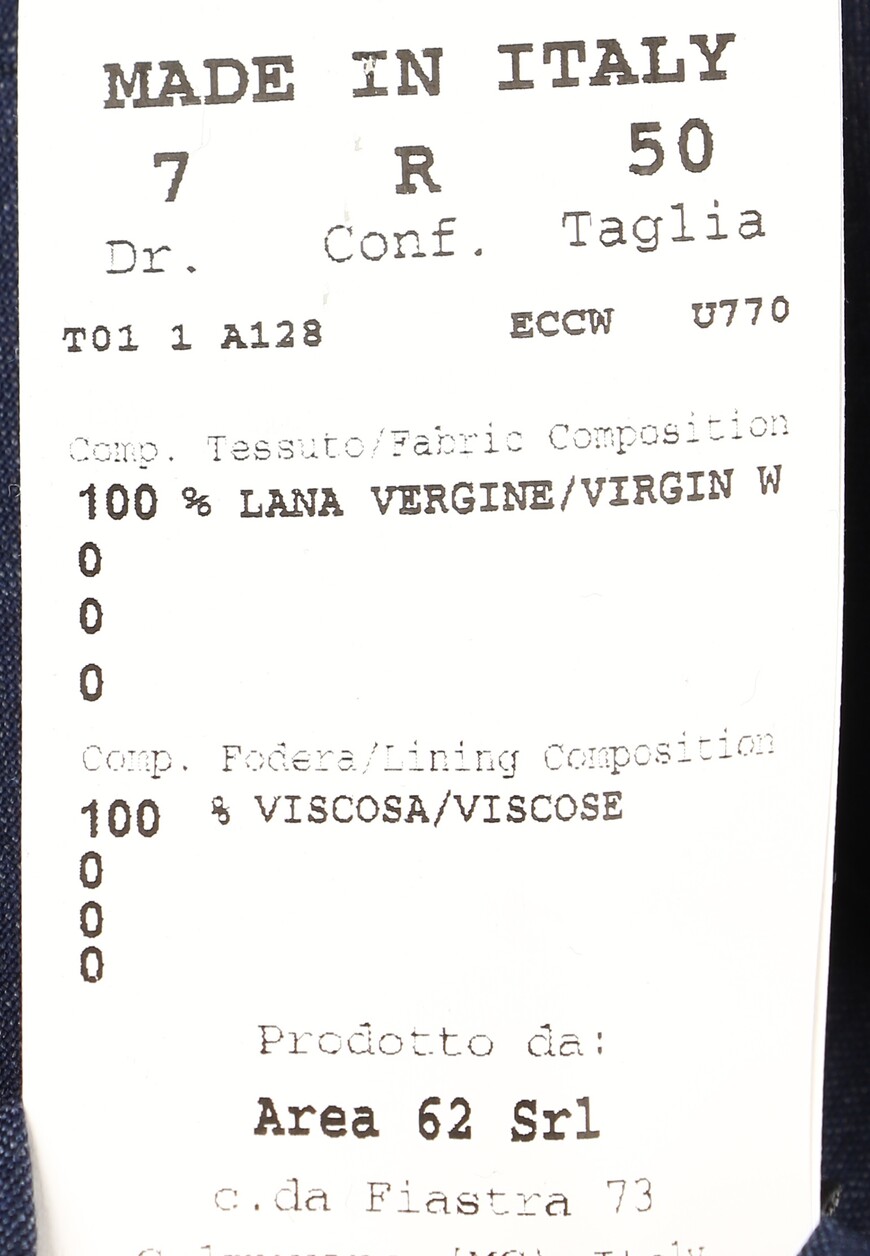 MADE IN ITALY
7 R 50
Dr. Conf. Taglia
T01 1 A128 ECCW U770
Comp. Tessuto/Fabric Composition
100 % LANA VERGINE/VIRGIN W
0
0
0
Comp. Fodera/Lining Composition
100 % VISCOSA/VISCOSE
0
0
0
Prodotto da:
Area 62 Srl
c.da Fiastra 73
(MC) Italy